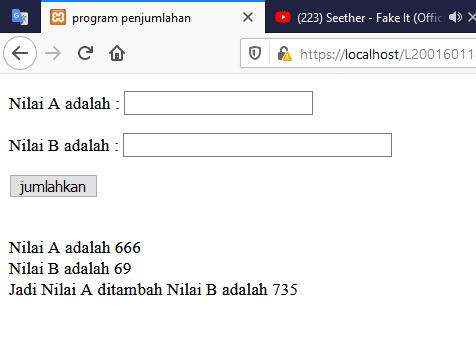 program penjumlahan
(223) Seether - Fake It (Offic
https://localhost/L20016011
Nilai A adalah :
Nilai B adalah :
jumlahkan
Nilai A adalah 666
Nilai B adalah 69
Jadi Nilai A ditambah Nilai B adalah 735